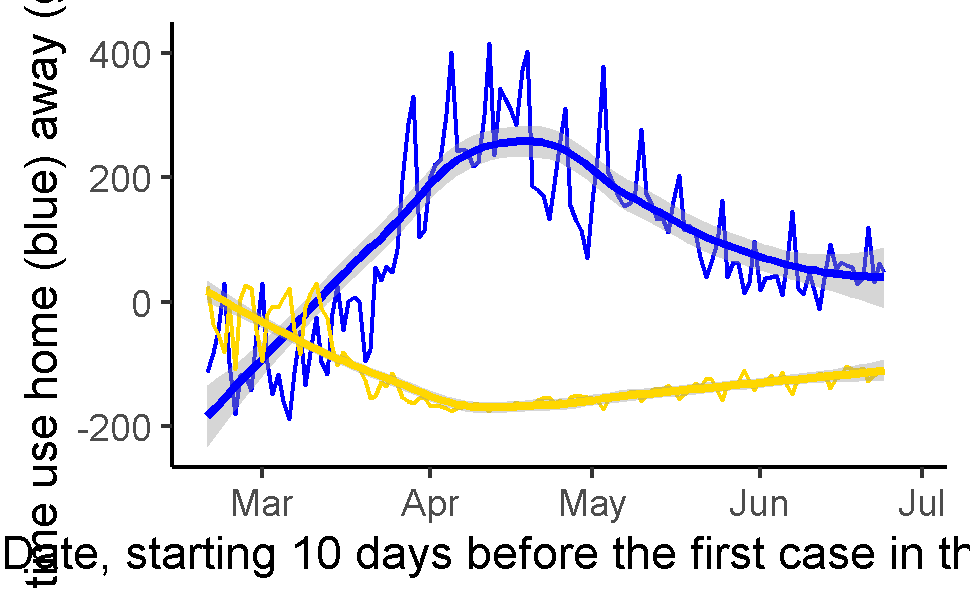 time use home (blue) away (
400
200
0
-200
Mar Apr May Jun Jul
Date, starting 10 days before the first case in th